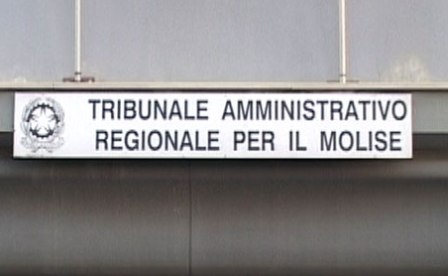 TRIBUNALE AMMINISTRATIVO
REGIONALE PER IL MOLISE